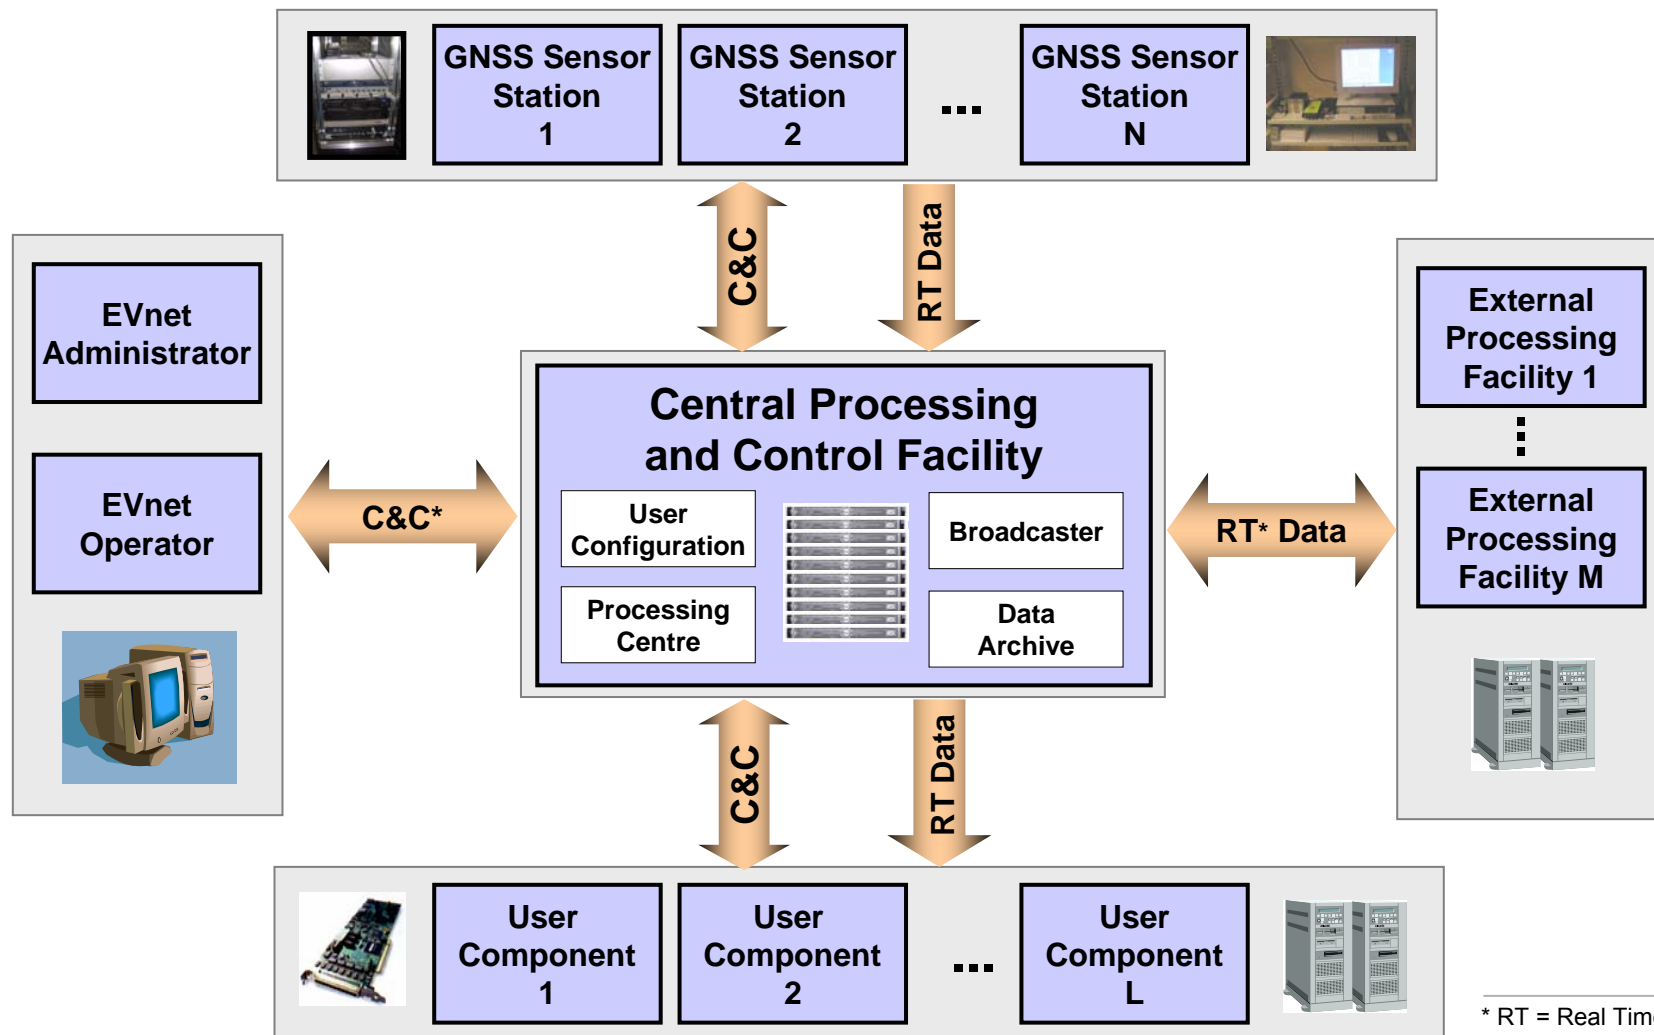 GNSS Sensor
Station
1
GNSS Sensor
Station
2
...
GNSS Sensor
Station
N
C&C
RT Data
EVnet
Administrator
EVnet
Operator
C&C*
Central Processing
and Control Facility
User
Configuration
Broadcaster
Processing
Centre
Data
Archive
RT* Data
External
Processing
Facility 1
...
External
Processing
Facility M
C&C
RT Data
User
Component
1
User
Component
2
...
User
Component
L
* RT = Real Time